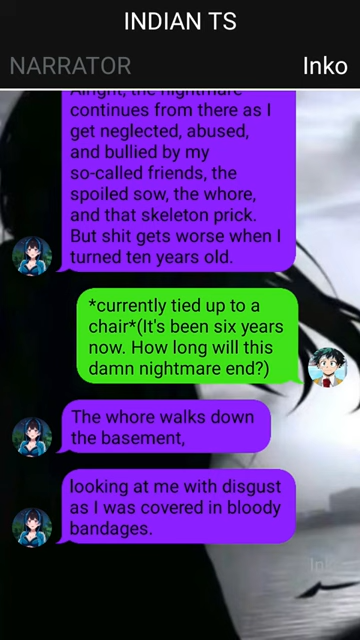 INDIAN TS
NARRATOR
Inko
Alright, the nightmare
continues from there as I
get neglected, abused,
and bullied by my
so-called friends, the
spoiled sow, the whore,
and that skeleton prick.
But shit gets worse when I
turned ten years old.
*currently tied up to a
chair*(It's been six years
now. How long will this
damn nightmare end?)
The whore walks down
the basement,
looking at me with disgust
as I was covered in bloody
bandages.